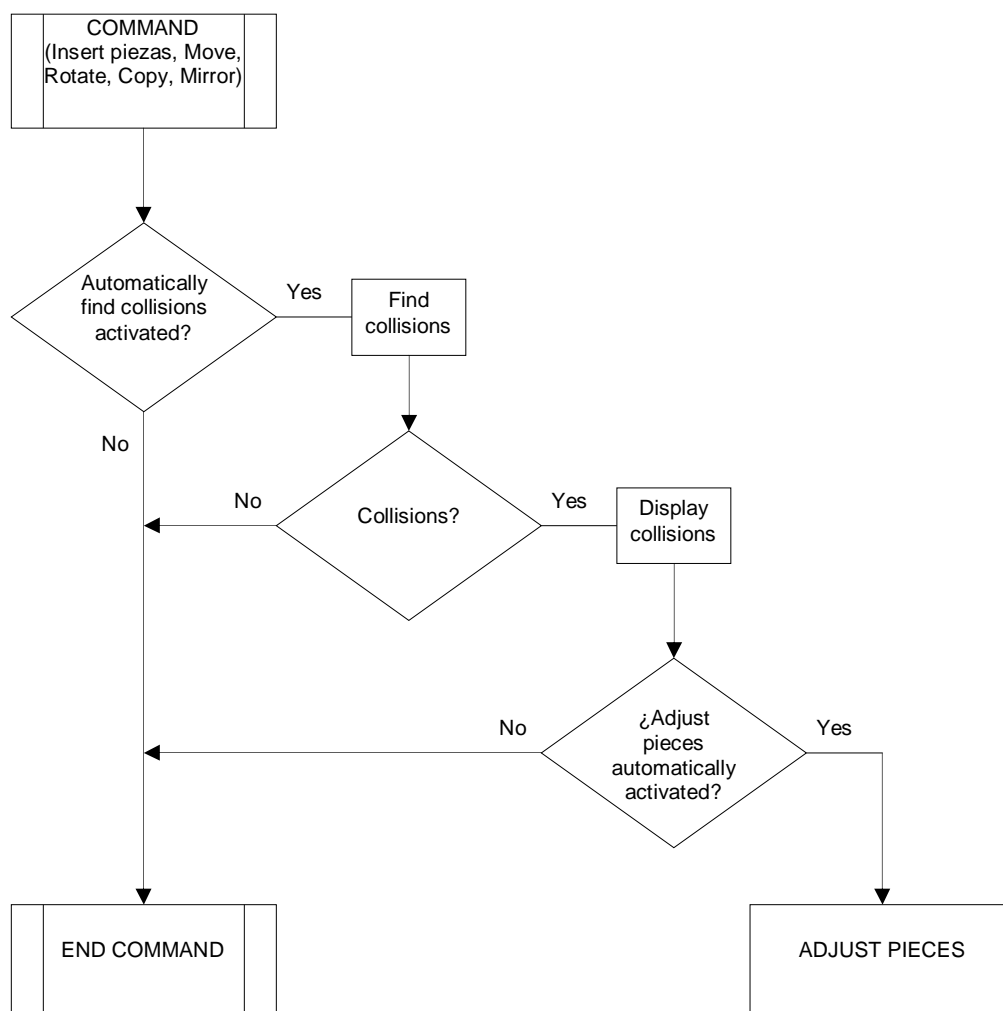 COMMAND
(Insert piezas, Move,
Rotate, Copy, Mirror)
Automatically
find collisions
activated?
Yes
Find
collisions
No
Collisions?
No
Yes
Display
collisions
¿Adjust
pieces
automatically
activated?
No
Yes
END COMMAND
ADJUST PIECES